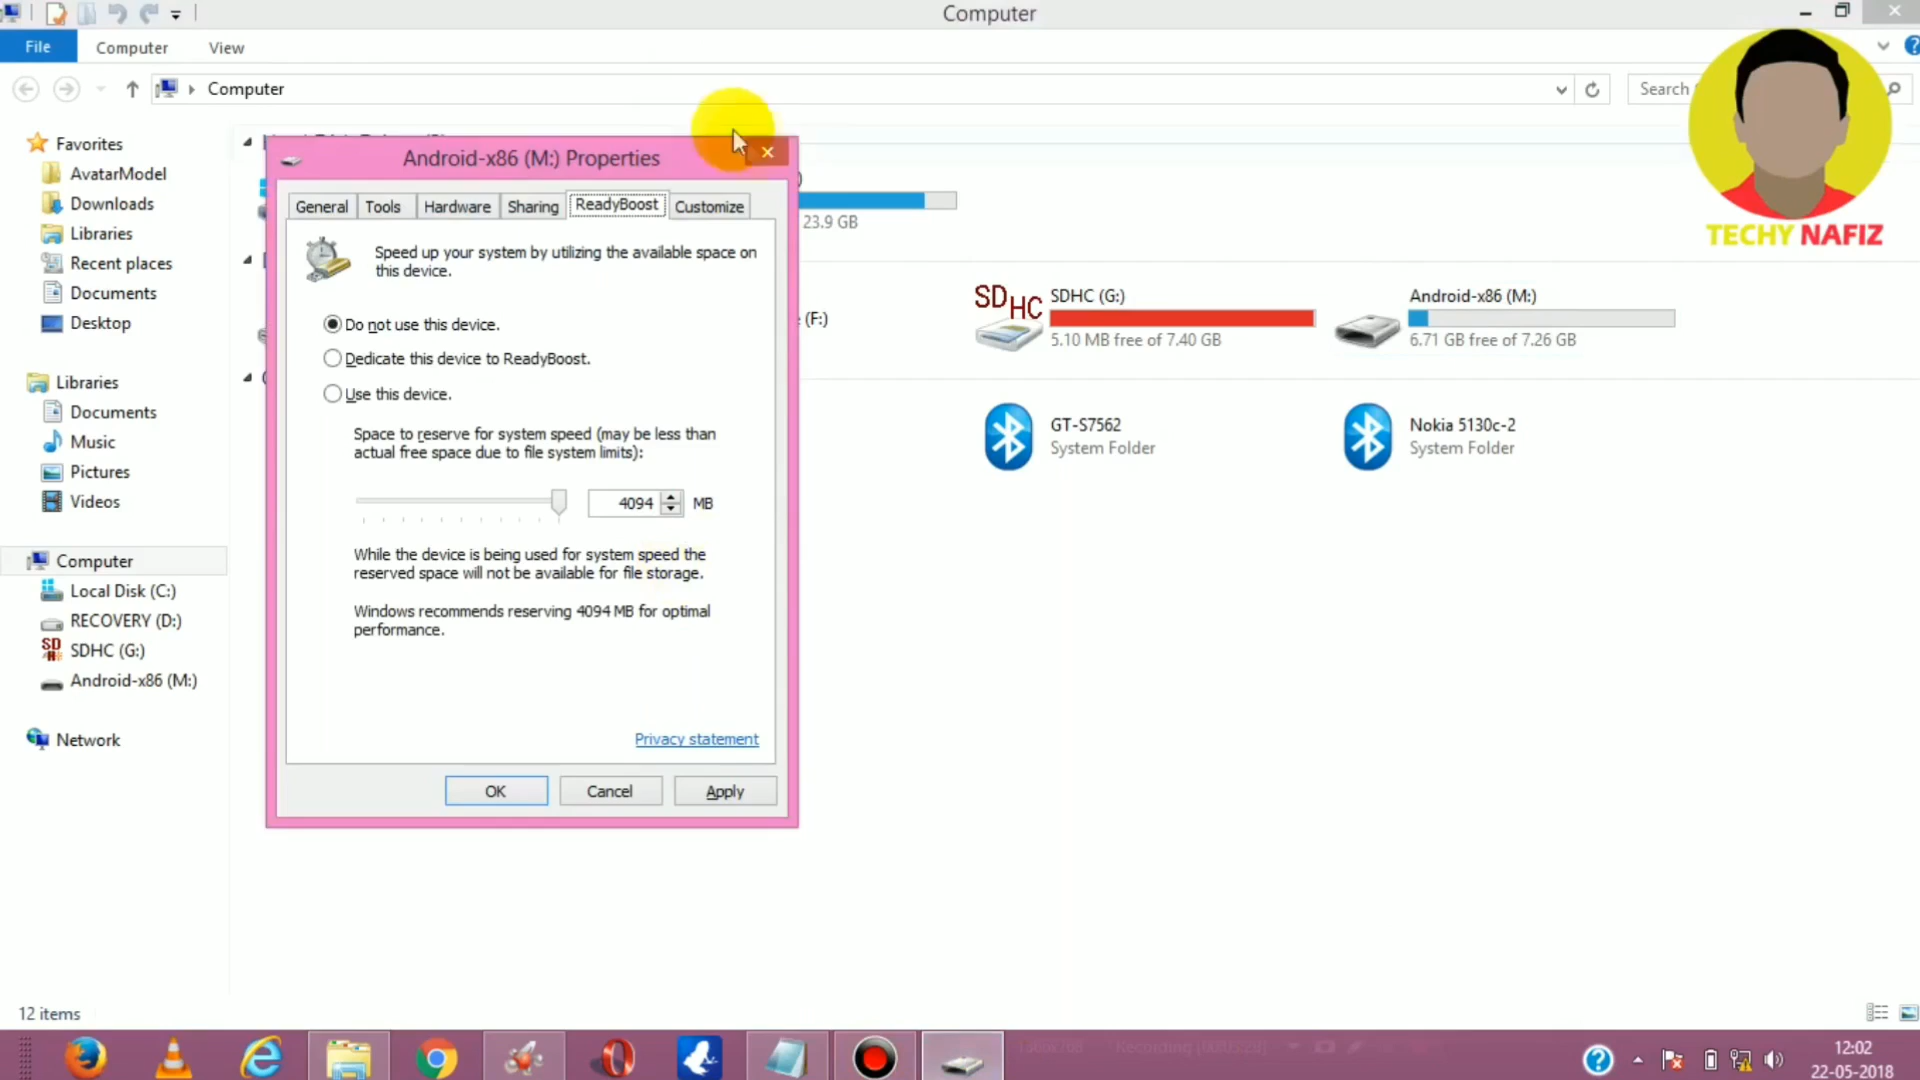 Computer
File
Computer
View
Computer
Search
TECHY NAFIZ
Favorites
AvatarModel
Downloads
Libraries
Recent places
Documents
Desktop
Libraries
Documents
Music
Pictures
Videos
Computer
Local Disk (C:)
RECOVERY (D:)
SDHC (G:)
Android-x86 (M:)
Network
Android-x86 (M:) Properties
General
Tools
Hardware
Sharing
ReadyBoost
Customize
Speed up your system by utilizing the available space on
this device.
Do not use this device.
Dedicate this device to ReadyBoost.
Use this device.
Space to reserve for system speed (may be less than
actual free space due to file system limits):
4094 MB
While the device is being used for system speed the
reserved space will not be available for file storage.
Windows recommends reserving 4094 MB for optimal
performance.
Privacy statement
OK
Cancel
Apply
23.9 GB
(F:)
SD HC
SDHC (G:)
5.10 MB free of 7.40 GB
Android-x86 (M:)
6.71 GB free of 7.26 GB
GT-S7562
System Folder
Nokia 5130c-2
System Folder
12 items
12:02
22-05-2018